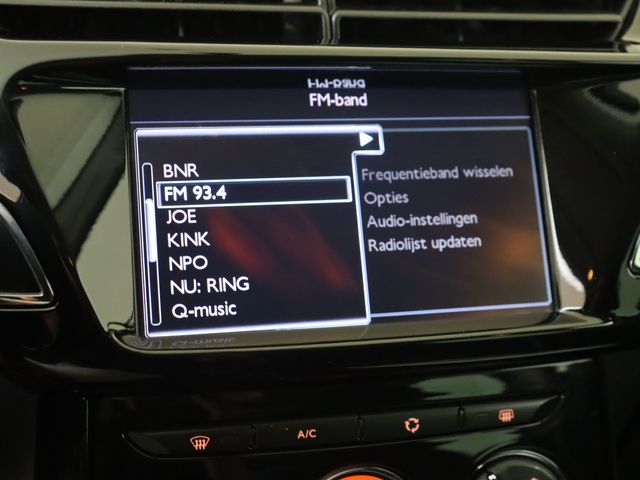 FM-band
BNR
FM 93.4
JOE
KINK
NPO
NU: RING
Q-music
Frequentieband wisselen
Opties
Audio-instellingen
Radiolijst updaten
A/C